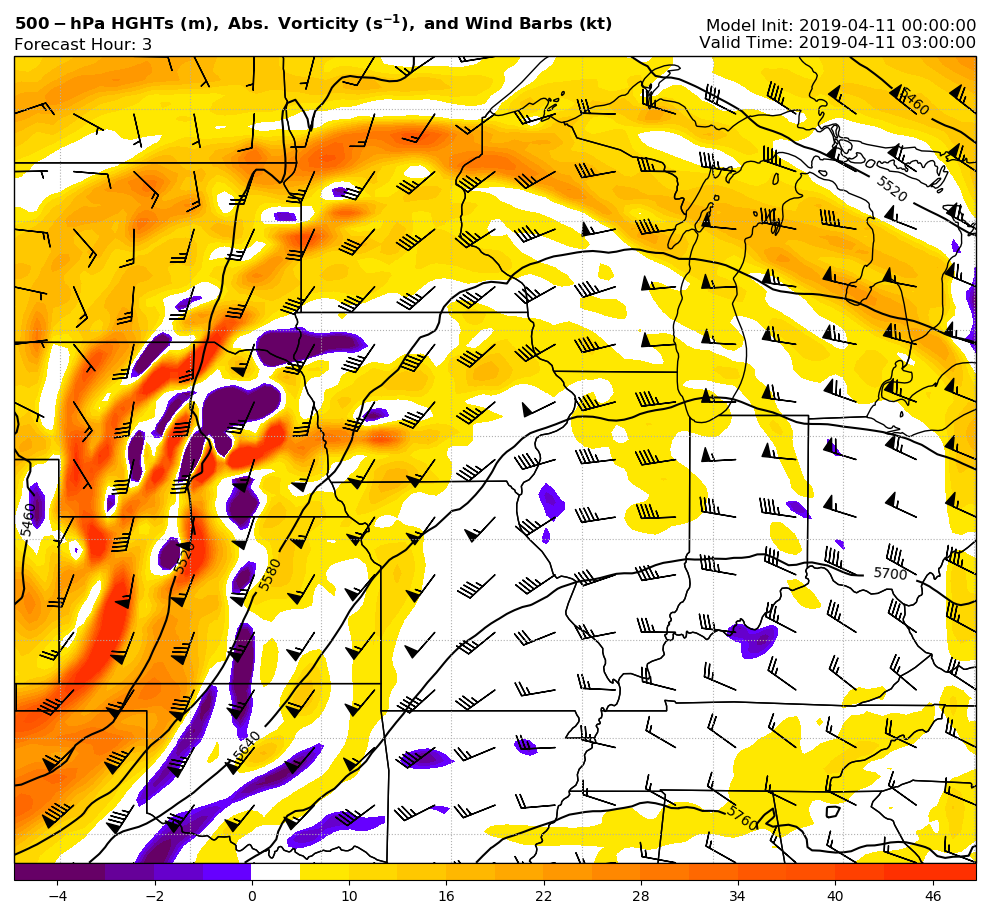 500-hPa HGHTs (m), Abs. Vorticity (s⁻¹), and Wind Barbs (kt)
Model Init: 2019-04-11 00:00:00
Forecast Hour: 3
Valid Time: 2019-04-11 03:00:00
5460
5520
5460
5520
5580
5700
5640
5760
−4 −2 0 10 16 22 28 34 40 46